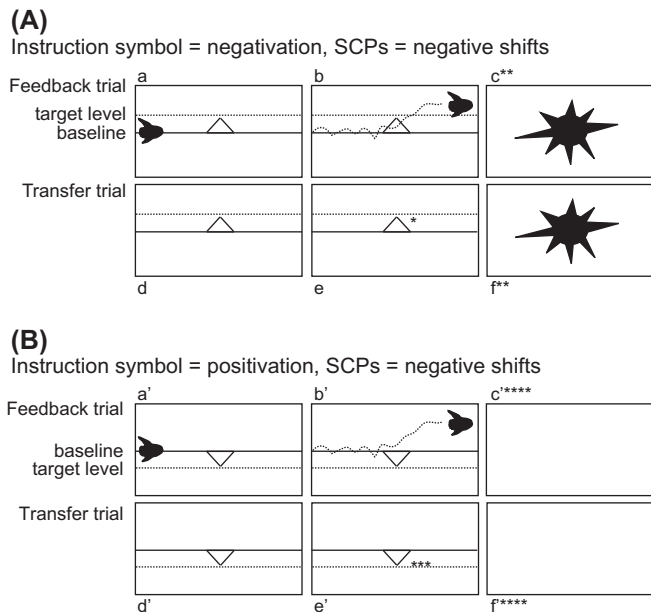 (A)
Instruction symbol = negativation, SCPs = negative shifts
a b c**
Feedback trial
target level
baseline
Transfer trial
*
d e f**
(B)
Instruction symbol = positivation, SCPs = negative shifts
a' b' c'****
Feedback trial
baseline
target level
Transfer trial
***
d' e' f'****